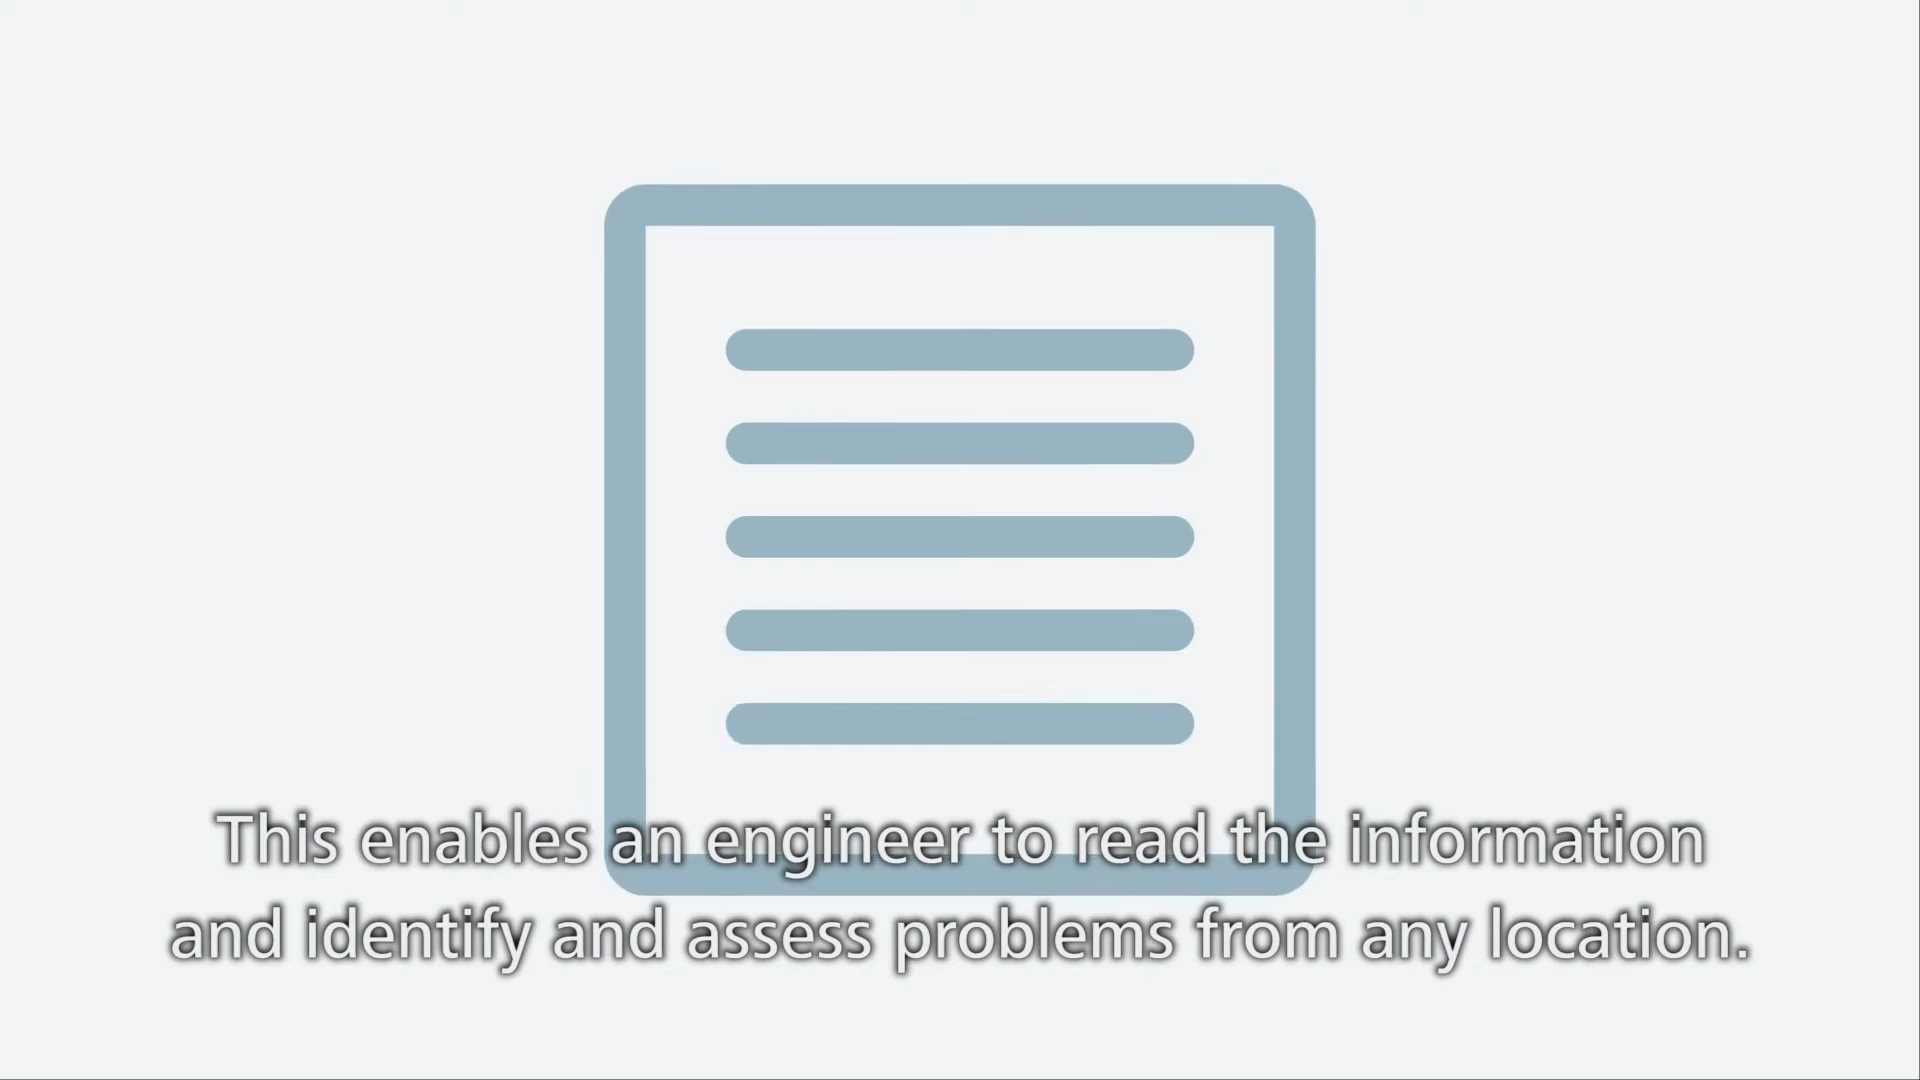 This enables an engineer to read the information
and identify and assess problems from any location.